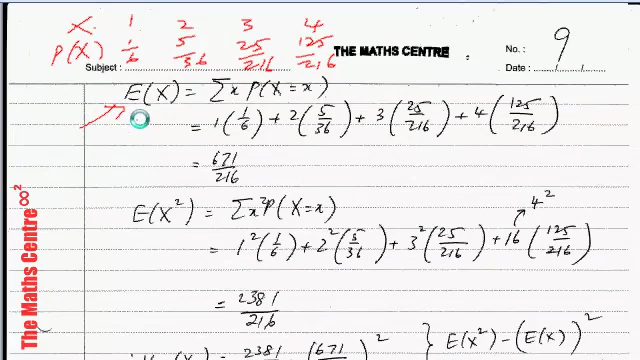 X 1 2 3 4
P(X) 1/6 5/36 25/216 125/216
THE MATHS CENTRE
No.: 9
Subject:
Date:
E(X) = ∑x P(X=x)
= 1(1/6) + 2(5/36) + 3(25/216) + 4(125/216)
= 671/216
4²
E(X²) = ∑x²P(X=x)
= 1²(1/6) + 2²(5/36) + 3²(25/216) + 16(125/216)
= 2381/216
(X) = 2381 (671)² } E(X²) - (E(X))²
The Maths Centre ∞²